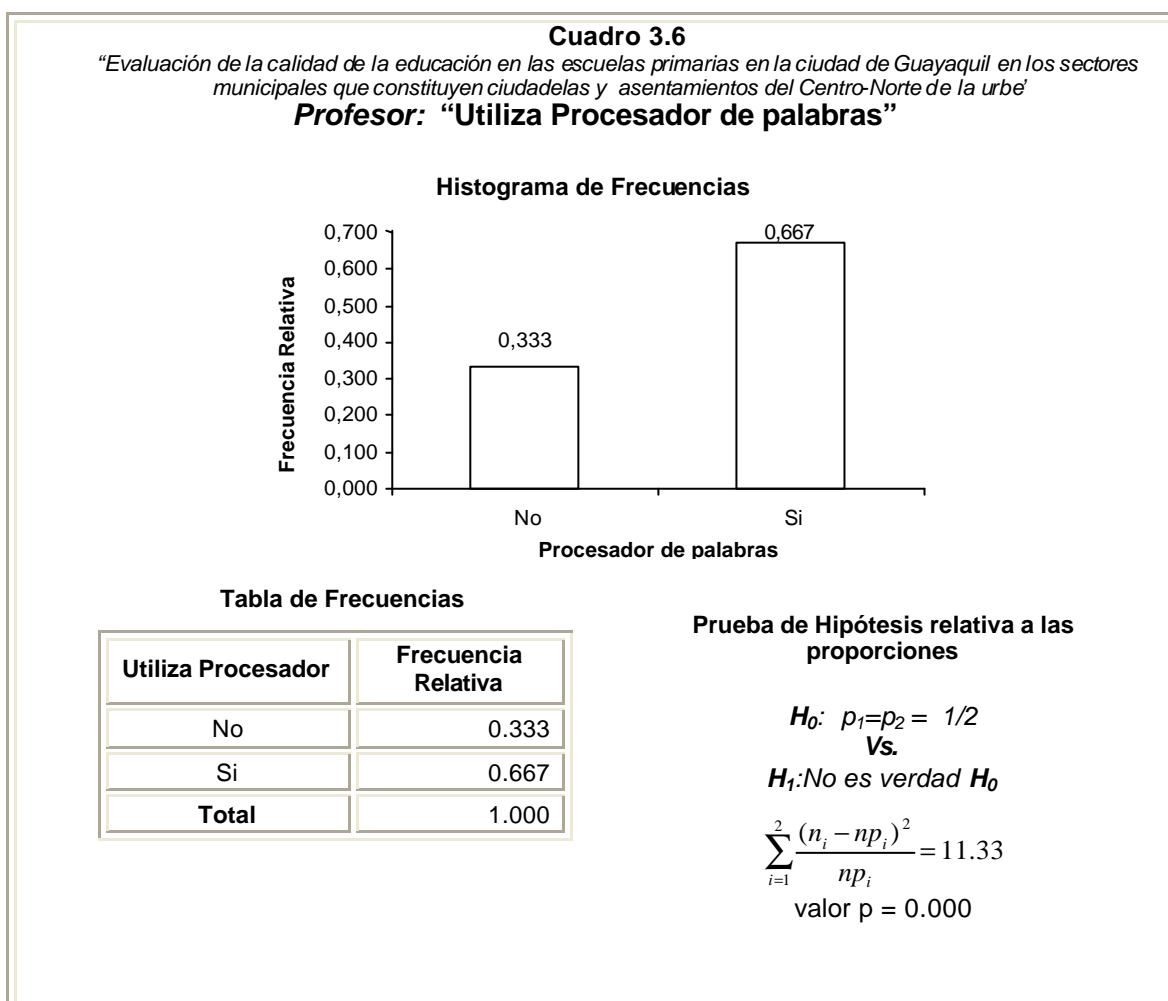 Cuadro 3.6
“Evaluación de la calidad de la educación en las escuelas primarias en la ciudad de Guayaquil en los sectores
municipales que constituyen ciudadelas y asentamientos del Centro-Norte de la urbe”
Profesor: “Utiliza Procesador de palabras”
Histograma de Frecuencias
Frecuencia Relativa
0,700
0,600
0,500
0,400
0,300
0,200
0,100
0,000
0,333
0,667
No
Si
Procesador de palabras
Tabla de Frecuencias
Utiliza Procesador Frecuencia Relativa
No 0.333
Si 0.667
Total 1.000
Prueba de Hipótesis relativa a las
proporciones
H₀: p₁=p₂ = 1/2
Vs.
H₁:No es verdad H₀
∑_{i=1}^{2} (n_i − np_i)² / np_i = 11.33
valor p = 0.000